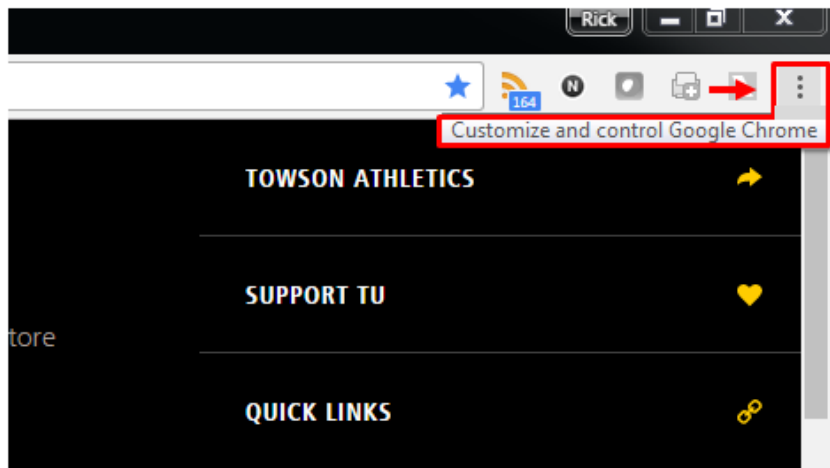 Rick
164
N
Customize and control Google Chrome
TOWSON ATHLETICS
SUPPORT TU
tore
QUICK LINKS